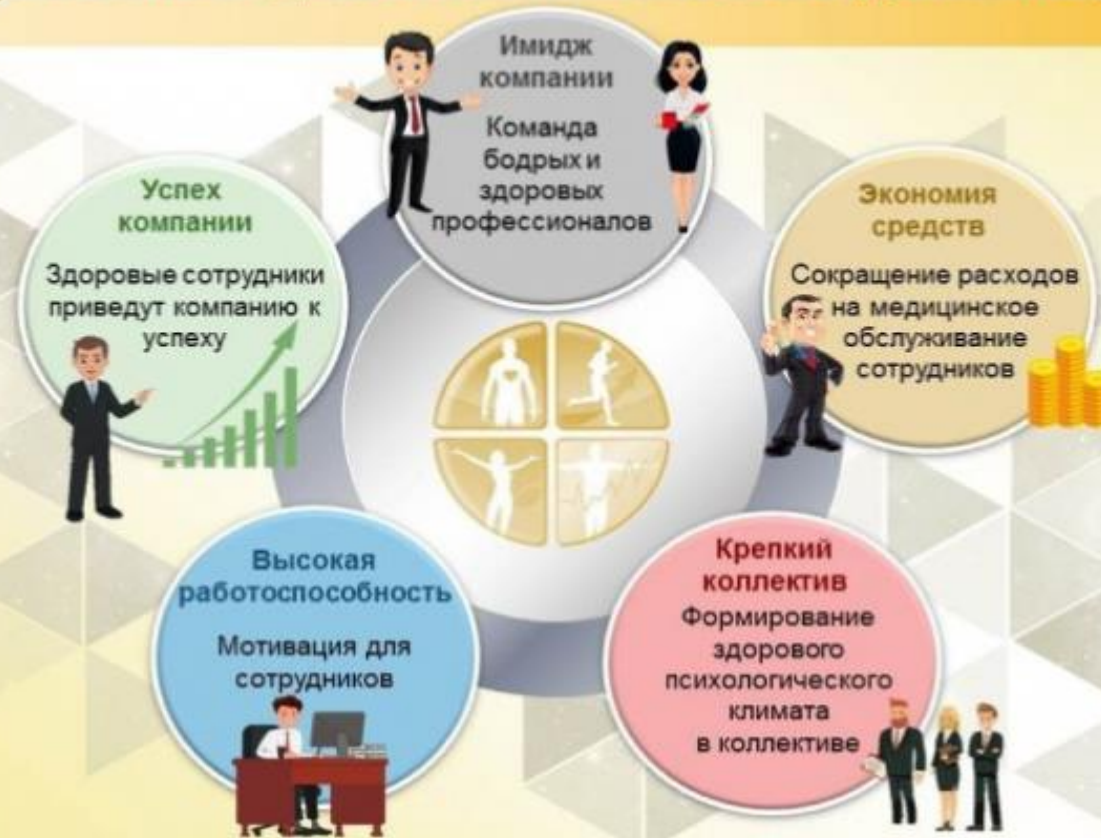 Имидж
компании
Команда
бодрых и
здоровых
профессионалов
Успех
компании
Здоровые сотрудники
приведут компанию к
успеху
Экономия
средств
Сокращение расходов
на медицинское
обслуживание
сотрудников
Высокая
работоспособность
Мотивация для
сотрудников
Крепкий
коллектив
Формирование
здорового
психологического
климата
в коллективе